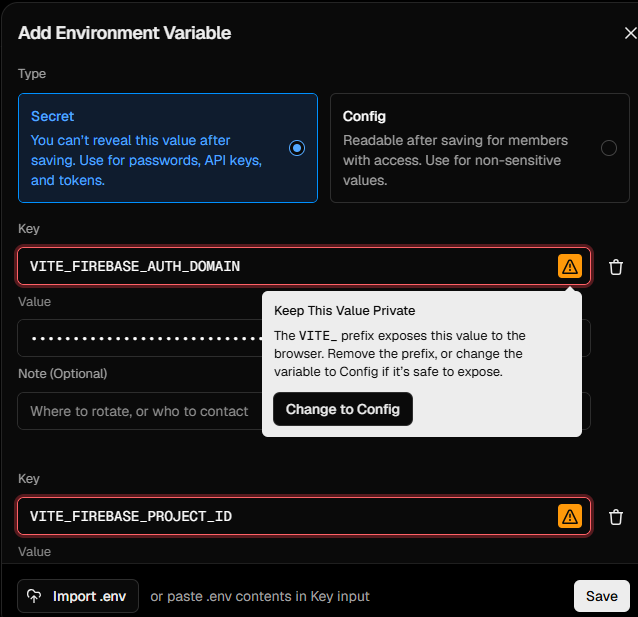 Add Environment Variable
Type
Secret
You can't reveal this value after
saving. Use for passwords, API keys,
and tokens.
Config
Readable after saving for members
with access. Use for non-sensitive
values.
Key
VITE_FIREBASE_AUTH_DOMAIN
Value
Keep This Value Private
The VITE_ prefix exposes this value to the
browser. Remove the prefix, or change the
variable to Config if it's safe to expose.
Change to Config
Note (Optional)
Where to rotate, or who to contact
Key
VITE_FIREBASE_PROJECT_ID
Value
Import .env
or paste .env contents in Key input
Save